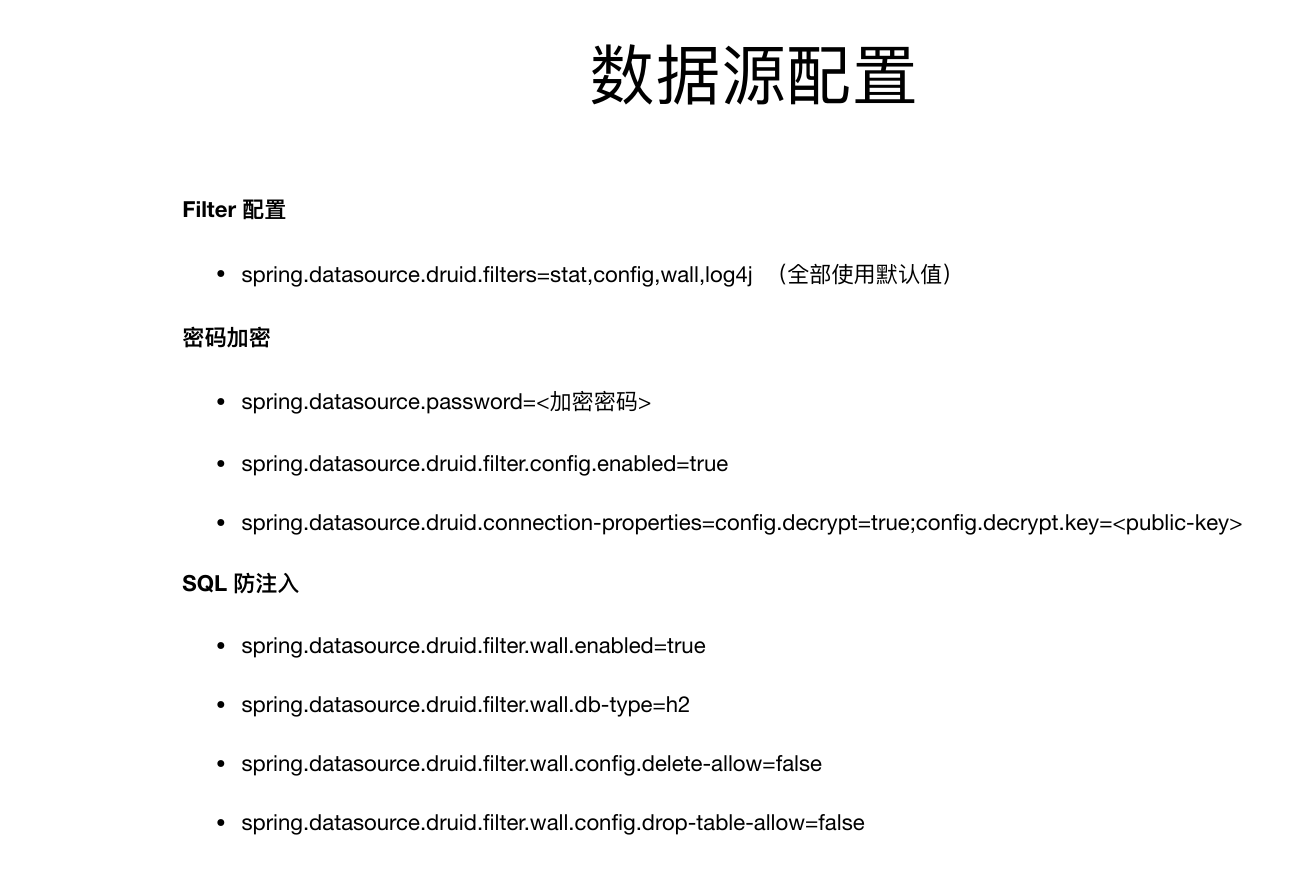 数据源配置
Filter 配置
• spring.datasource.druid.filters=stat,config,wall,log4j （全部使用默认值）
密码加密
• spring.datasource.password=<加密密码>
• spring.datasource.druid.filter.config.enabled=true
• spring.datasource.druid.connection-properties=config.decrypt=true;config.decrypt.key=<public-key>
SQL 防注入
• spring.datasource.druid.filter.wall.enabled=true
• spring.datasource.druid.filter.wall.db-type=h2
• spring.datasource.druid.filter.wall.config.delete-allow=false
• spring.datasource.druid.filter.wall.config.drop-table-allow=false